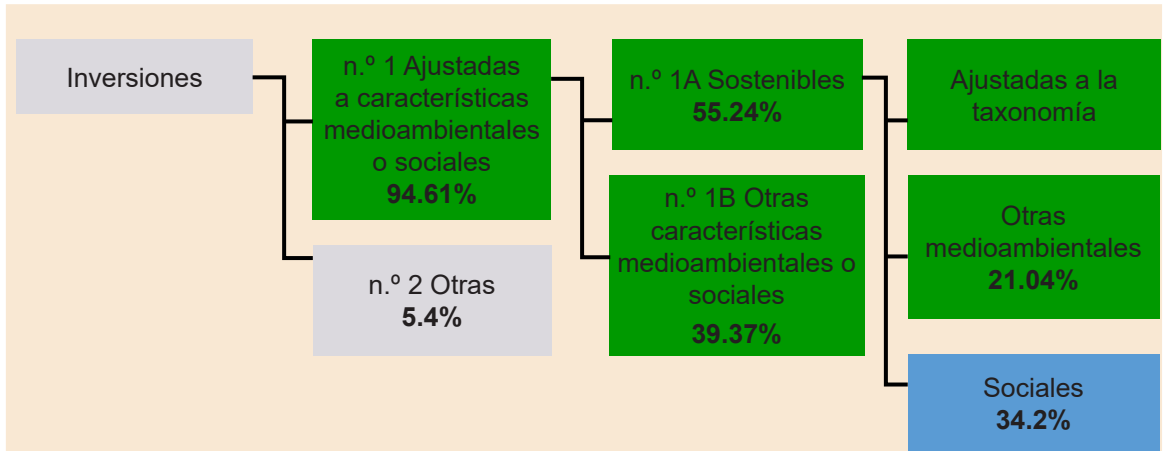 Inversiones
n.º 1 Ajustadas
a características
medioambientales
o sociales
94.61%
n.º 2 Otras
5.4%
n.º 1A Sostenibles
55.24%
n.º 1B Otras
características
medioambientales o
sociales
39.37%
Ajustadas a la
taxonomía
Otras
medioambientales
21.04%
Sociales
34.2%